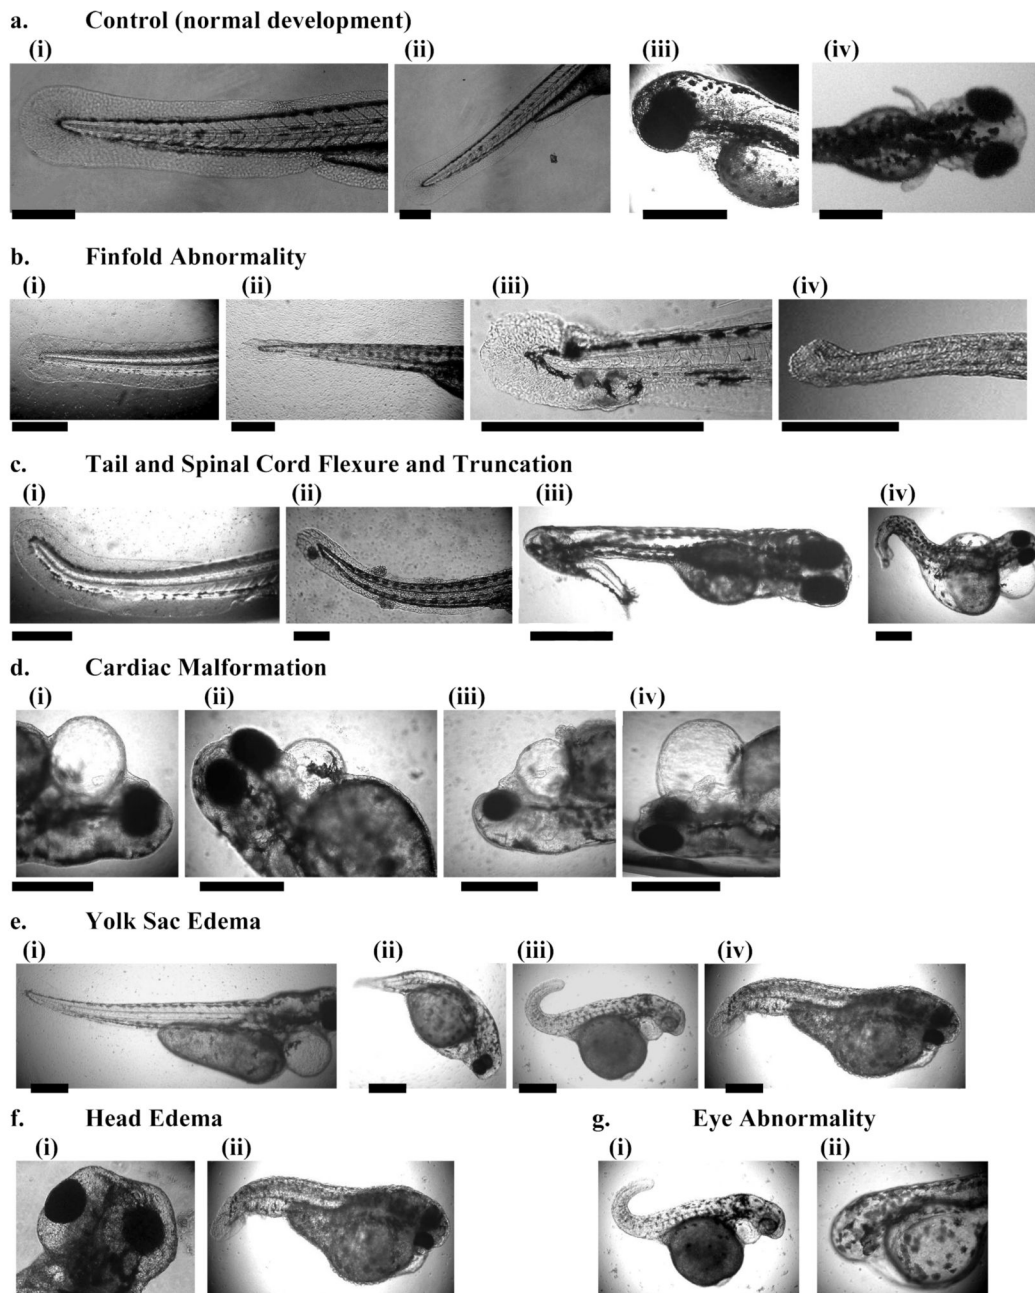 a. Control (normal development)
(i) (ii) (iii) (iv)
b. Finfold Abnormality
(i) (ii) (iii) (iv)
c. Tail and Spinal Cord Flexure and Truncation
(i) (ii) (iii) (iv)
d. Cardiac Malformation
(i) (ii) (iii) (iv)
e. Yolk Sac Edema
(i) (ii) (iii) (iv)
f. Head Edema g. Eye Abnormality
(i) (ii) (i) (ii)